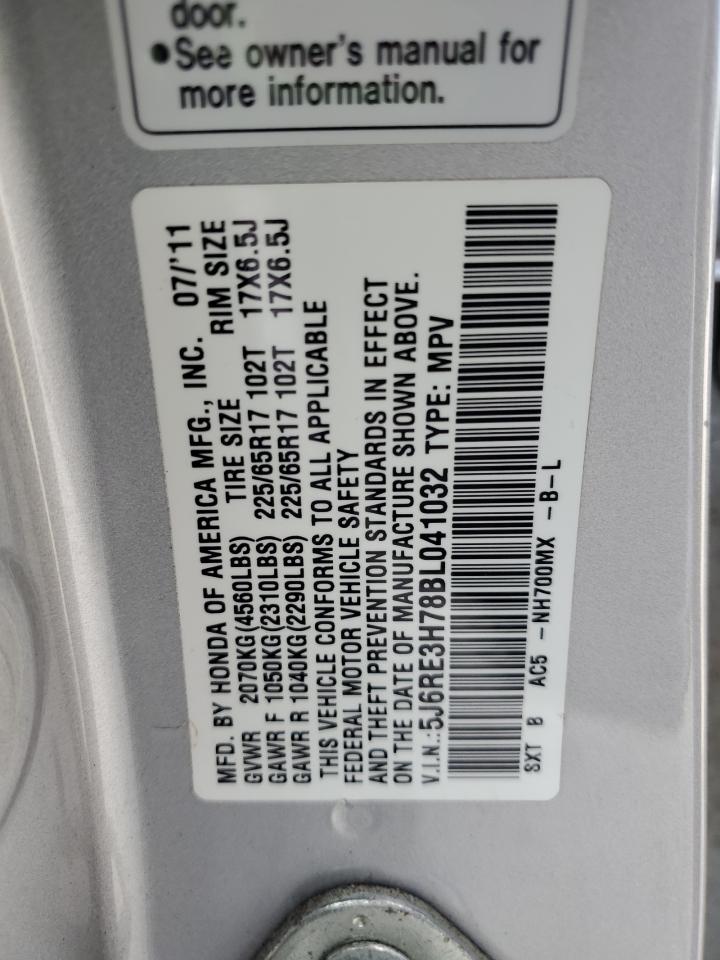 door.
•See owner's manual for
more information.
MFD. BY HONDA OF AMERICA MFG., INC. 07/'11
GVWR 2070KG(4560LBS) TIRE SIZE RIM SIZE
GAWR F 1050KG(2310LBS) 225/65R17 102T 17X6.5J
GAWR R 1040KG(2290LBS) 225/65R17 102T 17X6.5J
THIS VEHICLE CONFORMS TO ALL APPLICABLE
FEDERAL MOTOR VEHICLE SAFETY
AND THEFT PREVENTION STANDARDS IN EFFECT
ON THE DATE OF MANUFACTURE SHOWN ABOVE.
V.I.N.:5J6RE3H78BL041032 TYPE: MPV
SXT B AC5 -NH700MX -B-L